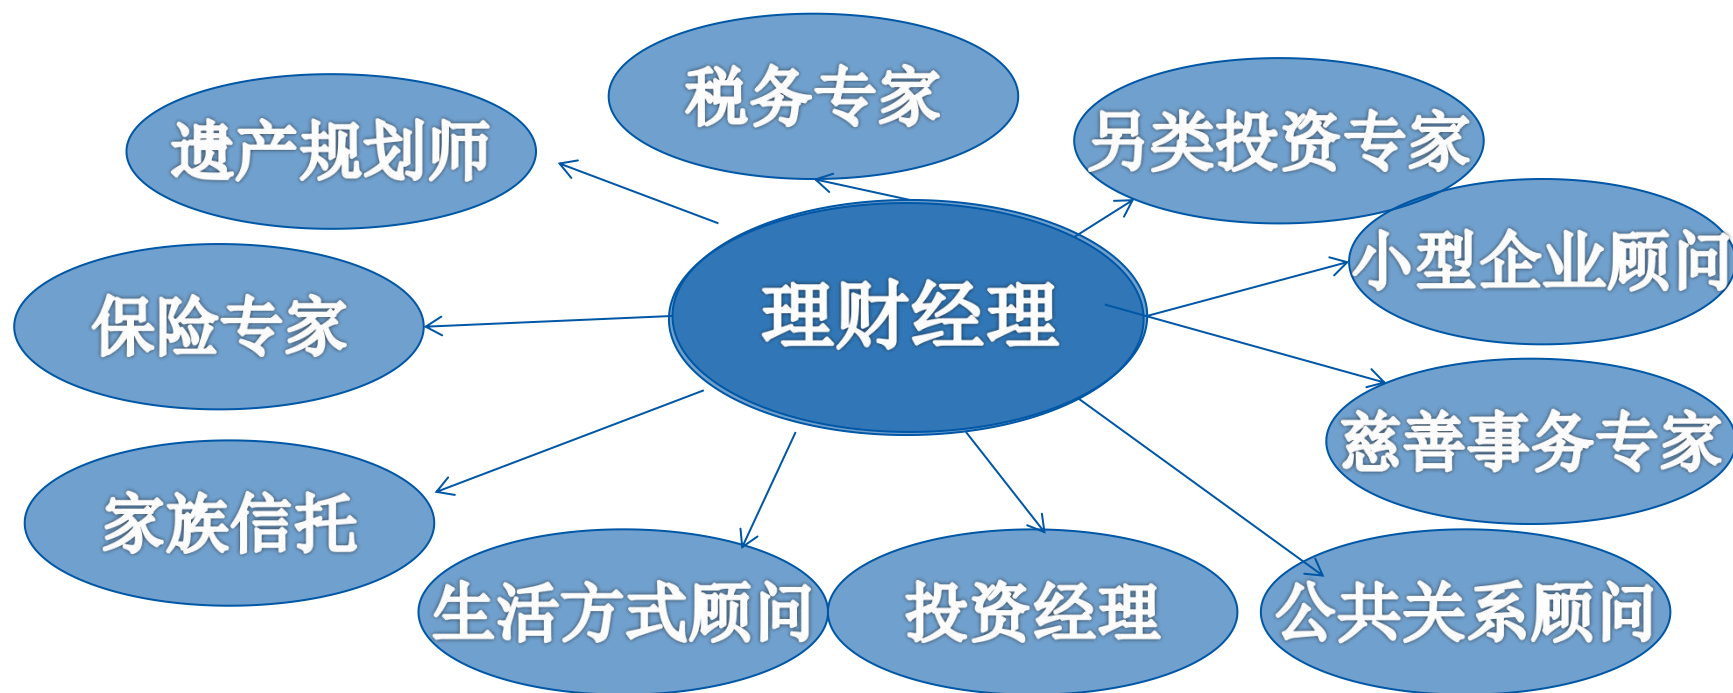 税务专家
另类投资专家
遗产规划师
小型企业顾问
保险专家
理财经理
慈善事务专家
家族信托
生活方式顾问
投资经理
公共关系顾问